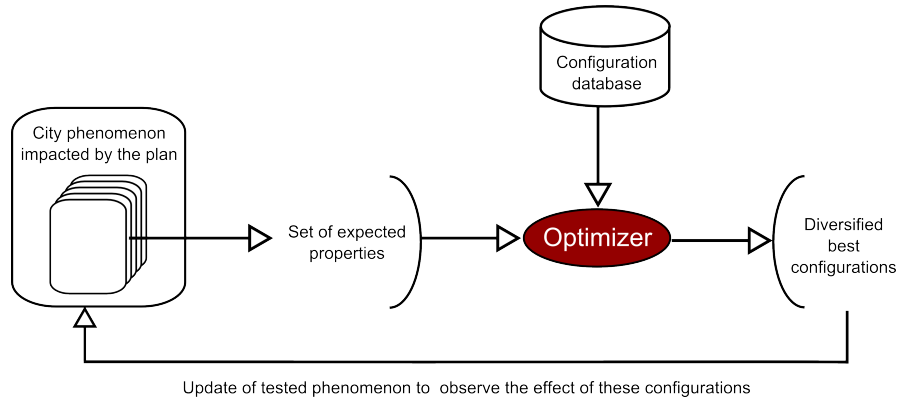 Configuration
database
City phenomenon
impacted by the plan
Set of expected
properties
Optimizer
Diversified
best
configurations
Update of tested phenomenon to  observe the effect of these configurations